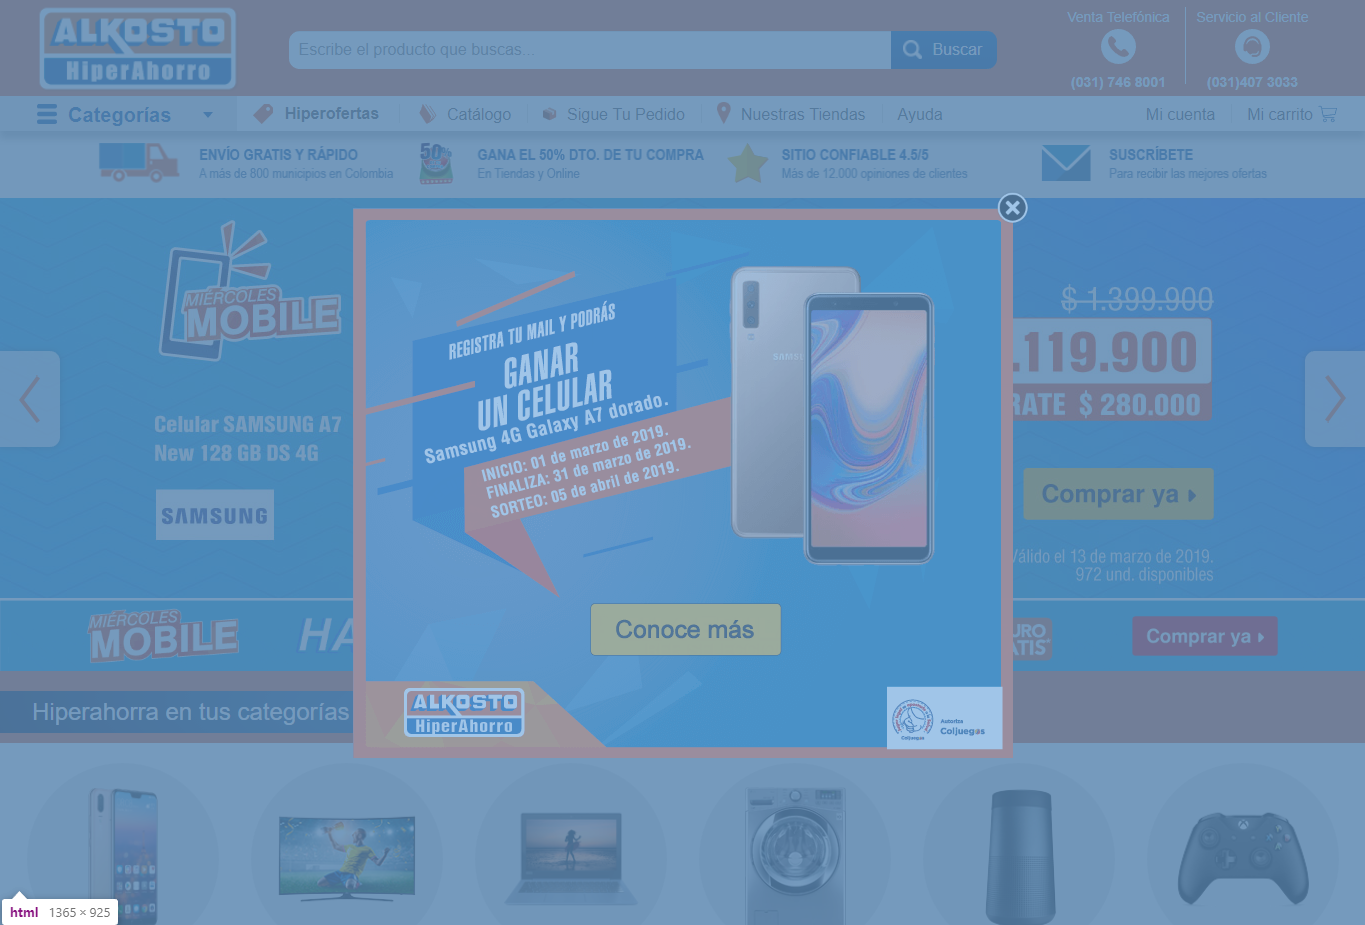 ALKOSTO
HiperAhorro
Escribe el producto que buscas...
Buscar
Venta Telefónica
(031) 746 8001
Servicio al Cliente
(031)407 3033
Categorías
Hiperofertas
Catálogo
Sigue Tu Pedido
Nuestras Tiendas
Ayuda
Mi cuenta
Mi carrito
ENVÍO GRATIS Y RÁPIDO
A más de 800 municipios en Colombia
50%
GANA EL 50% DTO. DE TU COMPRA
En Tiendas y Online
SITIO CONFIABLE 4.5/5
Más de 12.000 opiniones de clientes
SUSCRÍBETE
Para recibir las mejores ofertas
MIÉRCOLES
MOBILE
Celular SAMSUNG A7
New 128 GB DS 4G
SAMSUNG
REGISTRA TU MAIL Y PODRÁS
GANAR
UN CELULAR
Samsung 4G Galaxy A7 dorado.
INICIO: 01 de marzo de 2019.
FINALIZA: 31 de marzo de 2019.
SORTEO: 05 de abril de 2019.
SAMS
Conoce más
ALKOSTO
HiperAhorro
Autoriza
Coljuegos
Coljuegos
$ 1.399.900
.119.900
RATE $ 280.000
Comprar ya
Válido el 13 de marzo de 2019.
972 und. disponibles
MIÉRCOLES
MOBILE
HA
URO
ATIS
Comprar ya
Hiperahorra en tus categorías
html 1365 × 925